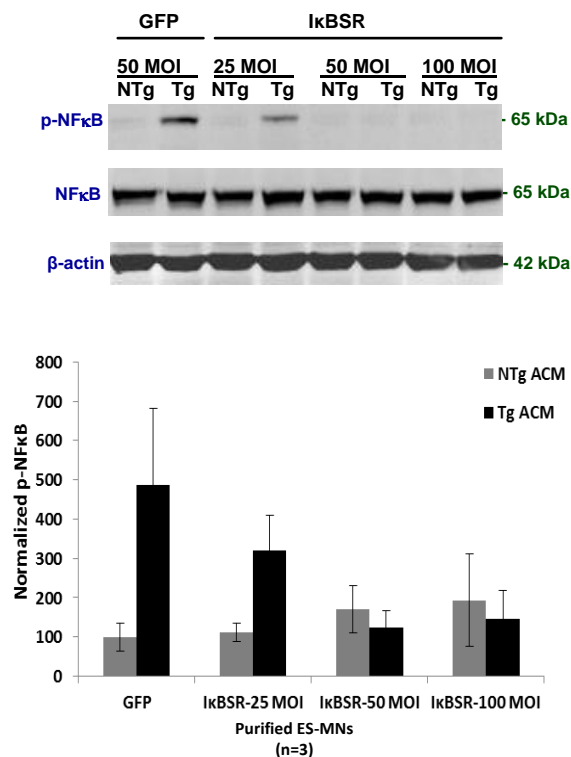 GFP IκBSR
50 MOI 25 MOI 50 MOI 100 MOI
NTg Tg NTg Tg NTg Tg NTg Tg
p-NFκB - 65 kDa
NFκB - 65 kDa
β-actin - 42 kDa
Normalized p-NFκB
800
700
600
500
400
300
200
100
0
NTg ACM
Tg ACM
GFP IκBSR-25 MOI IκBSR-50 MOI IκBSR-100 MOI
Purified ES-MNs
(n=3)